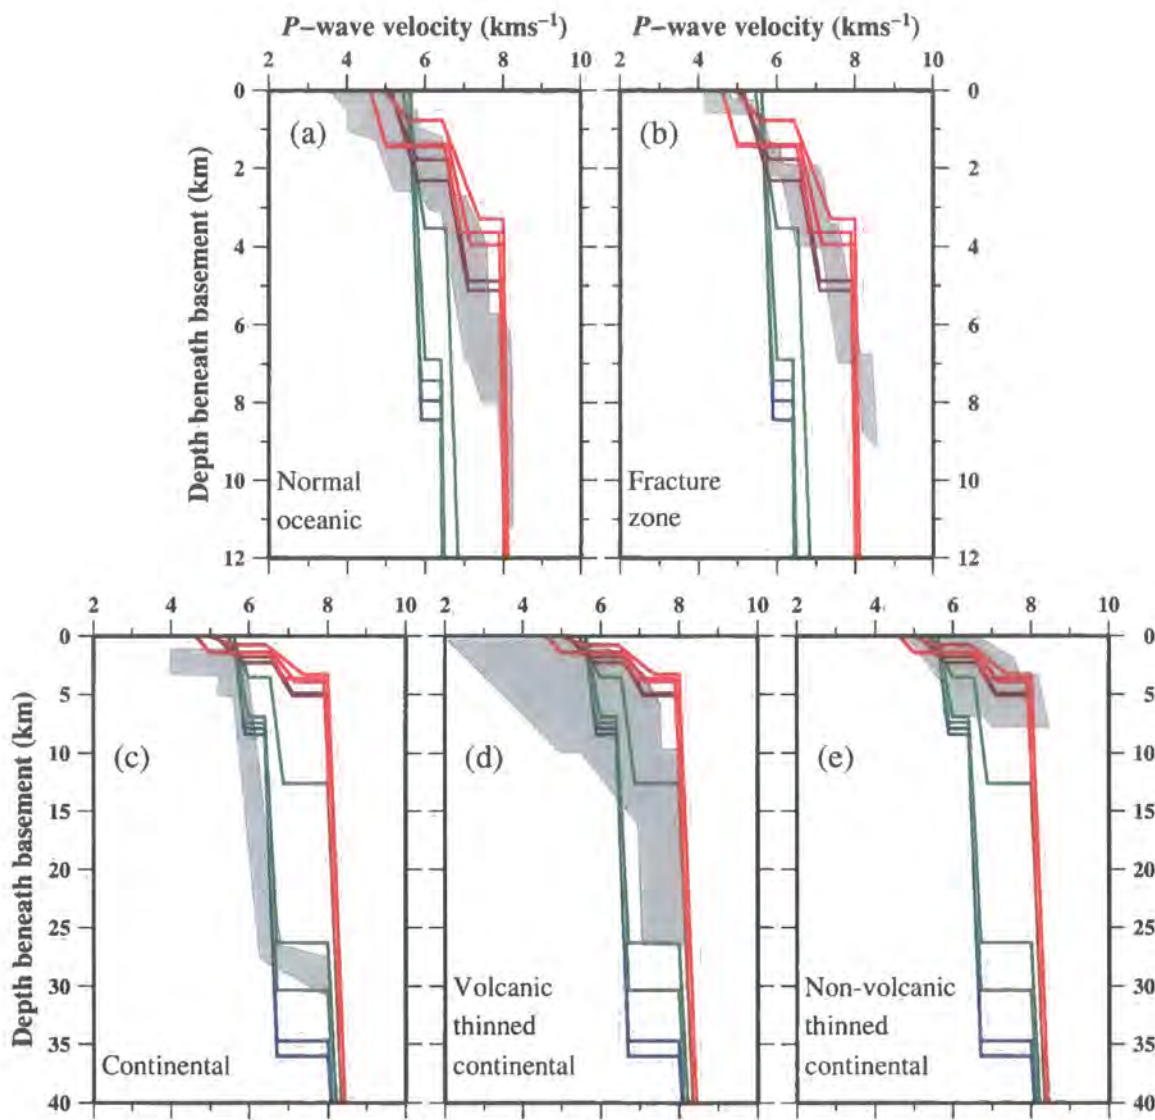 P–wave velocity (kms⁻¹) P–wave velocity (kms⁻¹)
2 4 6 8 10 2 4 6 8 10
0 0
(a) (b)
2 2
4 4
6 6
8 8
10 10
12 12
Depth beneath basement (km)
Normal
oceanic
Fracture
zone
2 4 6 8 10 2 4 6 8 10 2 4 6 8 10
0 0
5 5
10 10
(c) (d) (e)
15 15
20 20
25 25
30 30
35 35
40 40
Depth beneath basement (km)
Continental
Volcanic
thinned
continental
Non-volcanic
thinned
continental